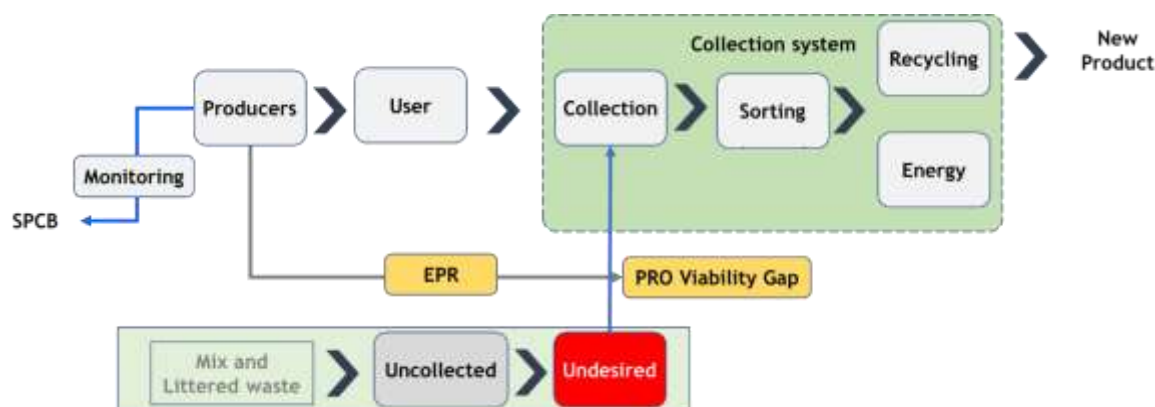 Collection system
Recycling
New
Product
Producers
User
Collection
Sorting
Monitoring
Energy
SPCB
EPR
PRO Viability Gap
Mix and
Littered waste
Uncollected
Undesired